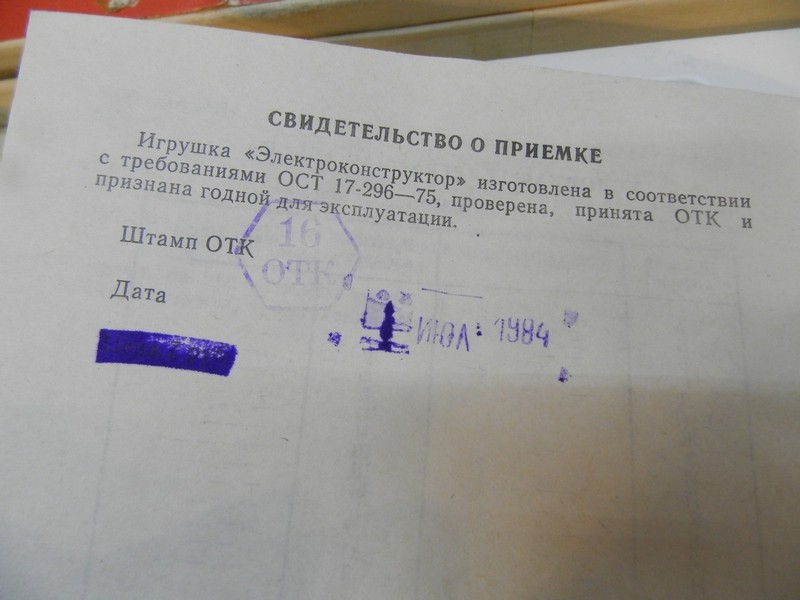 СВИДЕТЕЛЬСТВО О ПРИЕМКЕ
Игрушка «Электроконструктор» изготовлена в соответствии
с требованиями ОСТ 17-296—75, проверена, принята ОТК и
признана годной для эксплуатации.
Штамп ОТК
16
ОТК
Дата
ИЮЛ 1984